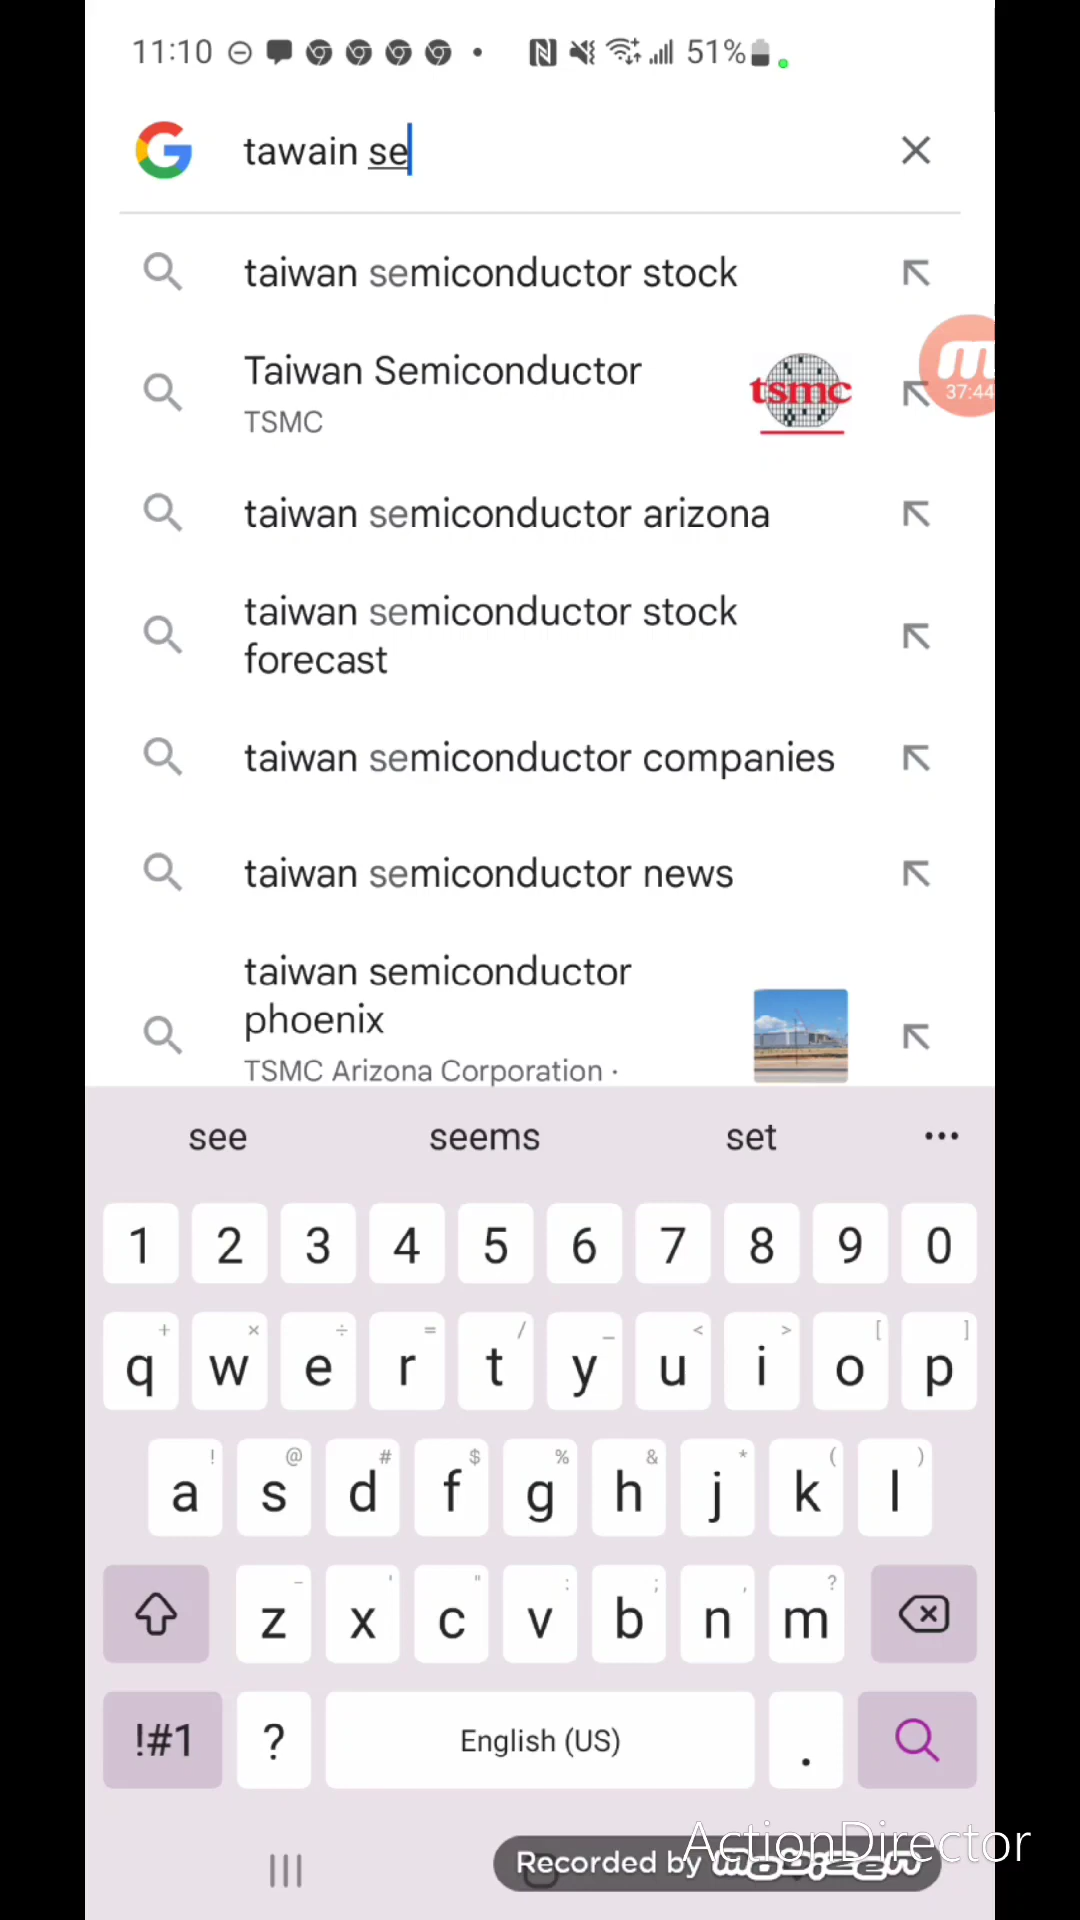 11:10 51%
tawain se
taiwan semiconductor stock
Taiwan Semiconductor
TSMC
tsmc
37:44
taiwan semiconductor arizona
taiwan semiconductor stock
forecast
taiwan semiconductor companies
taiwan semiconductor news
taiwan semiconductor
phoenix
TSMC Arizona Corporation ·
see seems set ...
1 2 3 4 5 6 7 8 9 0
+ × ÷ = / _ < > [ ]
q w e r t y u i o p
! @ # $ % & * ( )
a s d f g h j k l
- ' " : ; , ?
z x c v b n m
!#1 ? English (US) .
ActionDirector
Recorded by mobizen